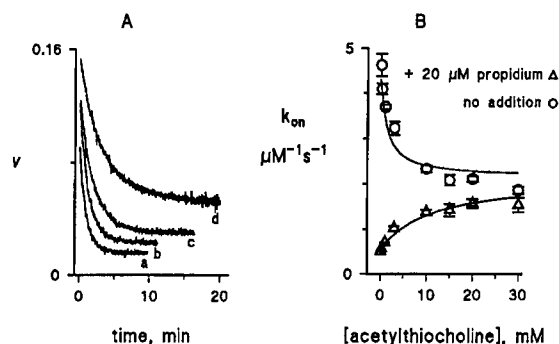 A
0.16
v
0
a
b
c
d
0 10 20
time, min
B
5
k_on
μM⁻¹s⁻¹
0
+ 20 μM propidium △
no addition ○
0 10 20 30
[acetylthiocholine], mM